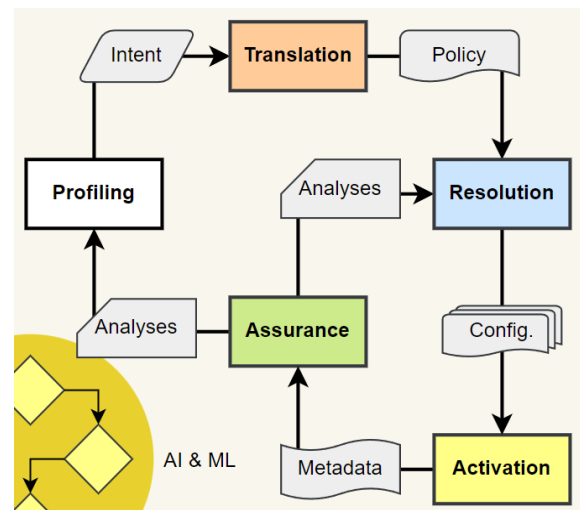 Intent
Translation
Policy
Profiling
Analyses
Resolution
Analyses
Assurance
Config.
AI & ML
Metadata
Activation